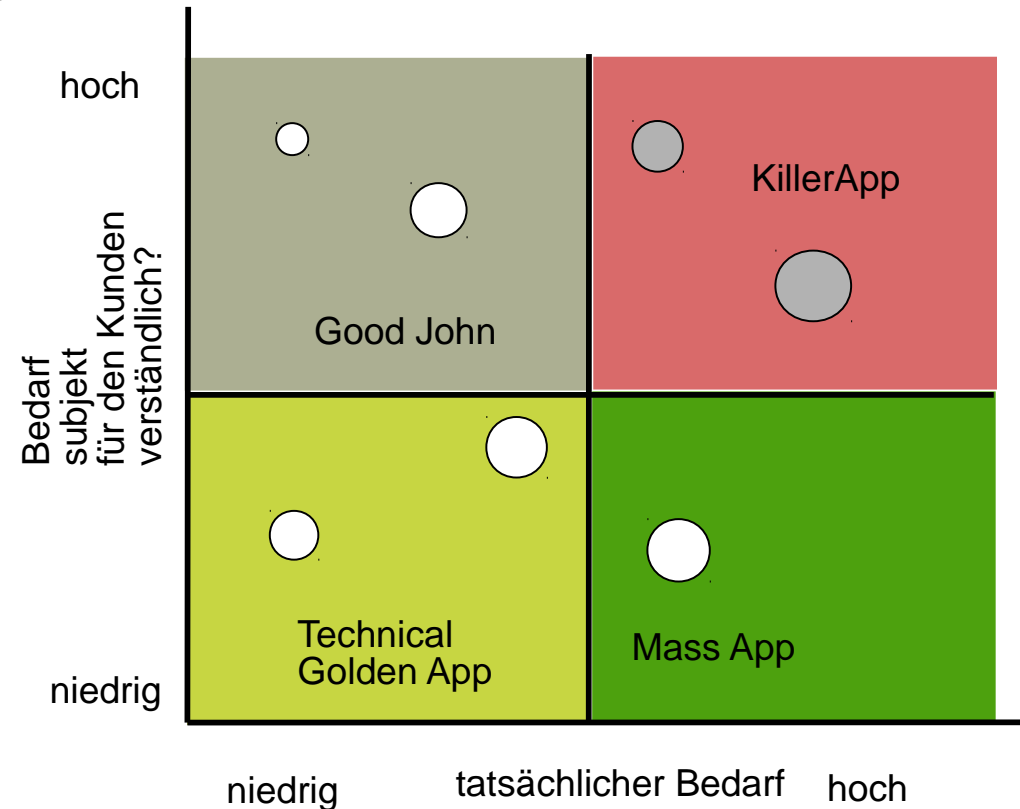 hoch
KillerApp
Bedarf
subjekt
für den Kunden
verständlich?
Good John
Technical
Golden App
Mass App
niedrig
niedrig
tatsächlicher Bedarf
hoch